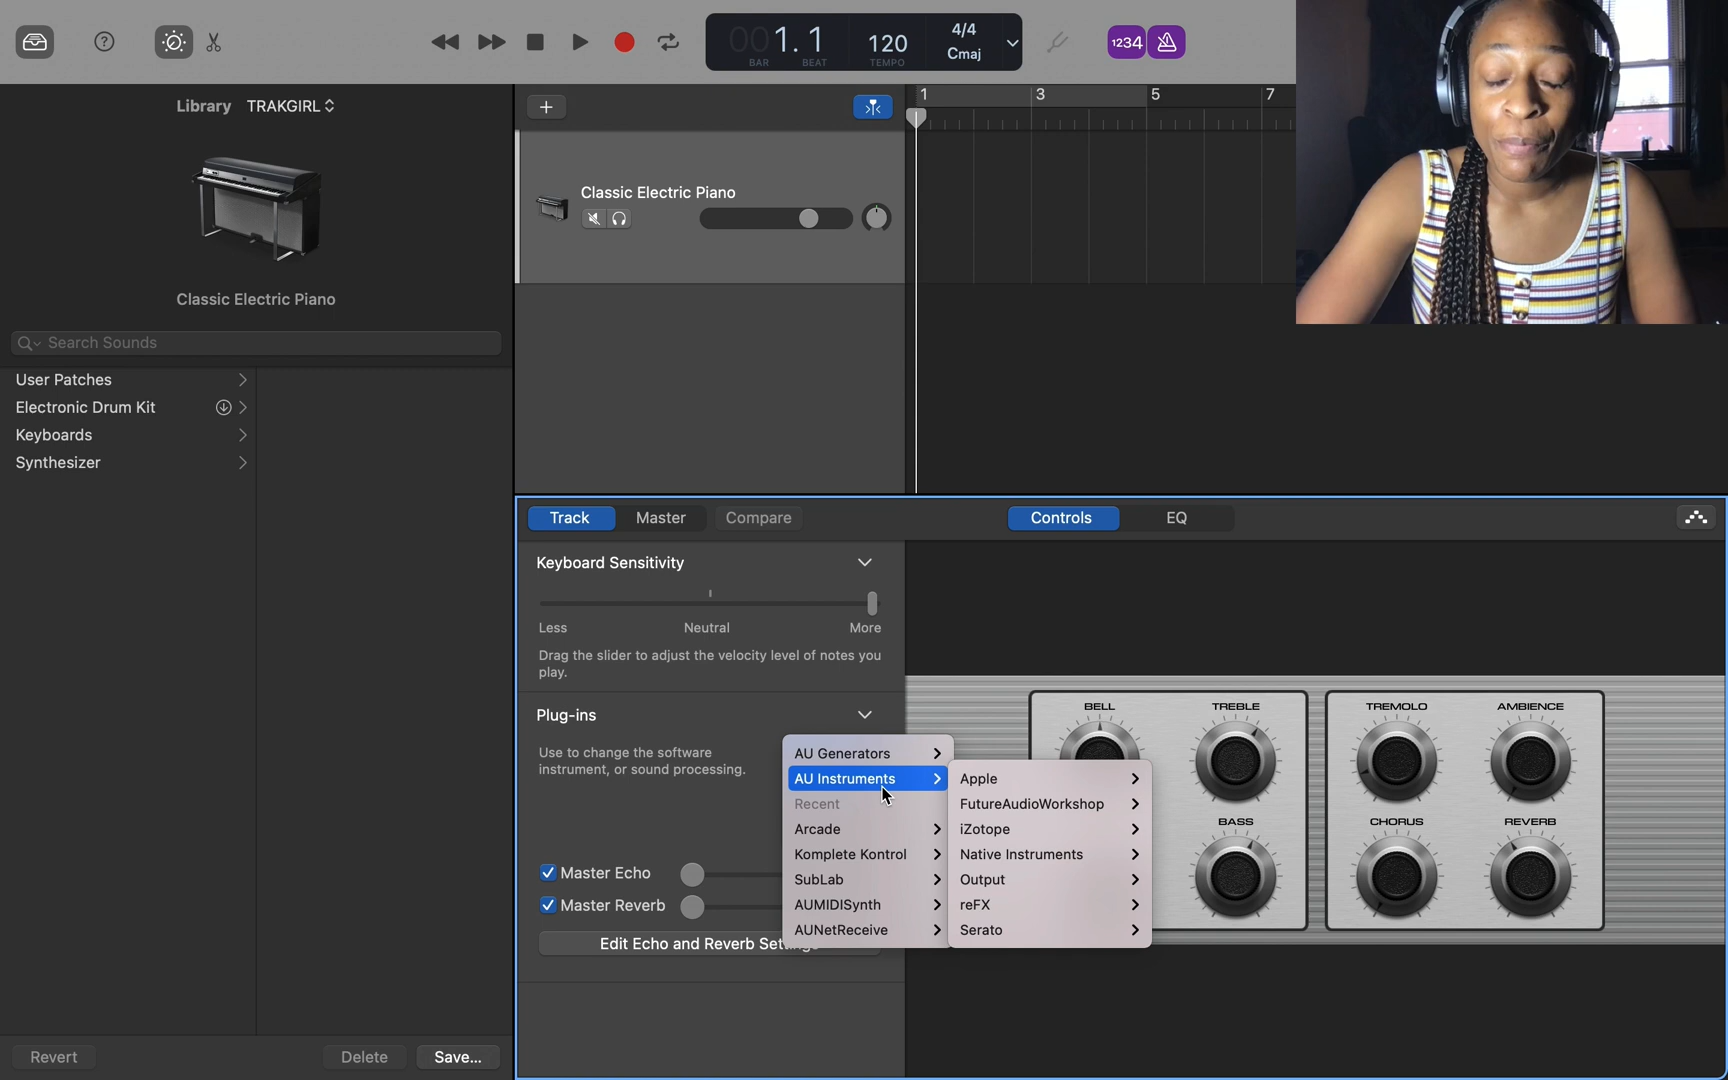 001.1
BAR BEAT
120
TEMPO
4/4
Cmaj
1234
Library TRAKGIRL
Classic Electric Piano
Search Sounds
User Patches
Electronic Drum Kit
Keyboards
Synthesizer
Revert
Delete
Save...
1 3 5 7
Classic Electric Piano
Track Master Compare
Controls EQ
Keyboard Sensitivity
Less Neutral More
Drag the slider to adjust the velocity level of notes you
play.
Plug-ins
Use to change the software
instrument, or sound processing.
Master Echo
Master Reverb
Edit Echo and Reverb Set
AU Generators
AU Instruments
Recent
Arcade
Komplete Kontrol
SubLab
AUMIDISynth
AUNetReceive
Apple
FutureAudioWorkshop
iZotope
Native Instruments
Output
reFX
Serato
BELL TREBLE TREMOLO AMBIENCE
BASS CHORUS REVERB